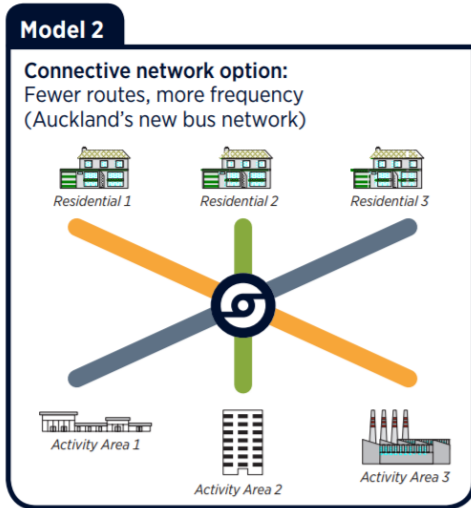 Model 2
Connective network option:
Fewer routes, more frequency
(Auckland's new bus network)
Residential 1
Residential 2
Residential 3
Activity Area 1
Activity Area 2
Activity Area 3